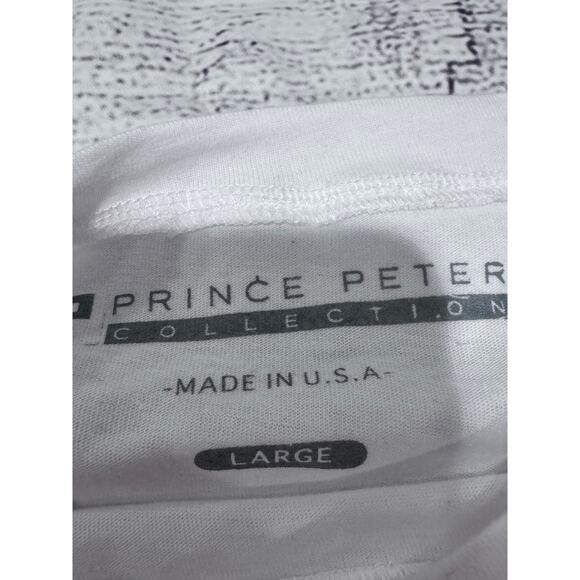 PRINCE PETER
COLLECTION
-MADE IN U.S.A-
LARGE